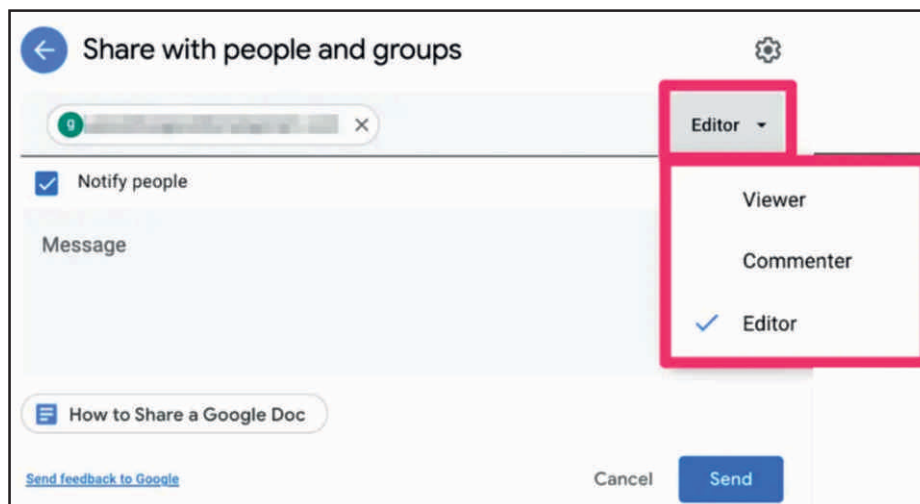 Share with people and groups
g
Editor
Notify people
Message
Viewer
Commenter
Editor
How to Share a Google Doc
Send feedback to Google
Cancel
Send